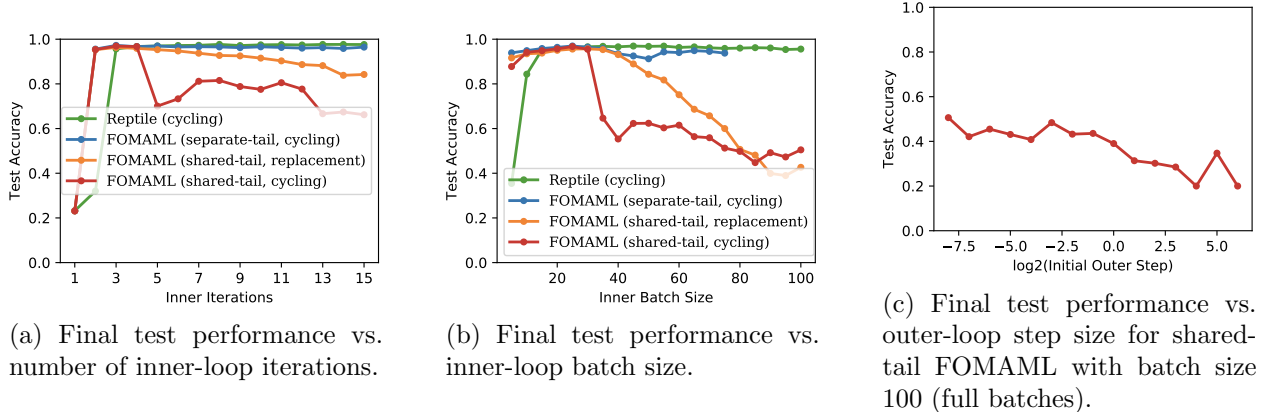 1.0
0.8
0.6
0.4
0.2
0.0
Test Accuracy
Reptile (cycling)
FOMAML (separate-tail, cycling)
FOMAML (shared-tail, replacement)
FOMAML (shared-tail, cycling)
1 3 5 7 9 11 13 15
Inner Iterations
(a) Final test performance vs.
number of inner-loop iterations.
1.0
0.8
0.6
0.4
0.2
0.0
Test Accuracy
Reptile (cycling)
FOMAML (separate-tail, cycling)
FOMAML (shared-tail, replacement)
FOMAML (shared-tail, cycling)
20 40 60 80 100
Inner Batch Size
(b) Final test performance vs.
inner-loop batch size.
1.0
0.8
0.6
0.4
0.2
0.0
Test Accuracy
−7.5 −5.0 −2.5 0.0 2.5 5.0
log2(Initial Outer Step)
(c) Final test performance vs.
outer-loop step size for shared-
tail FOMAML with batch size
100 (full batches).